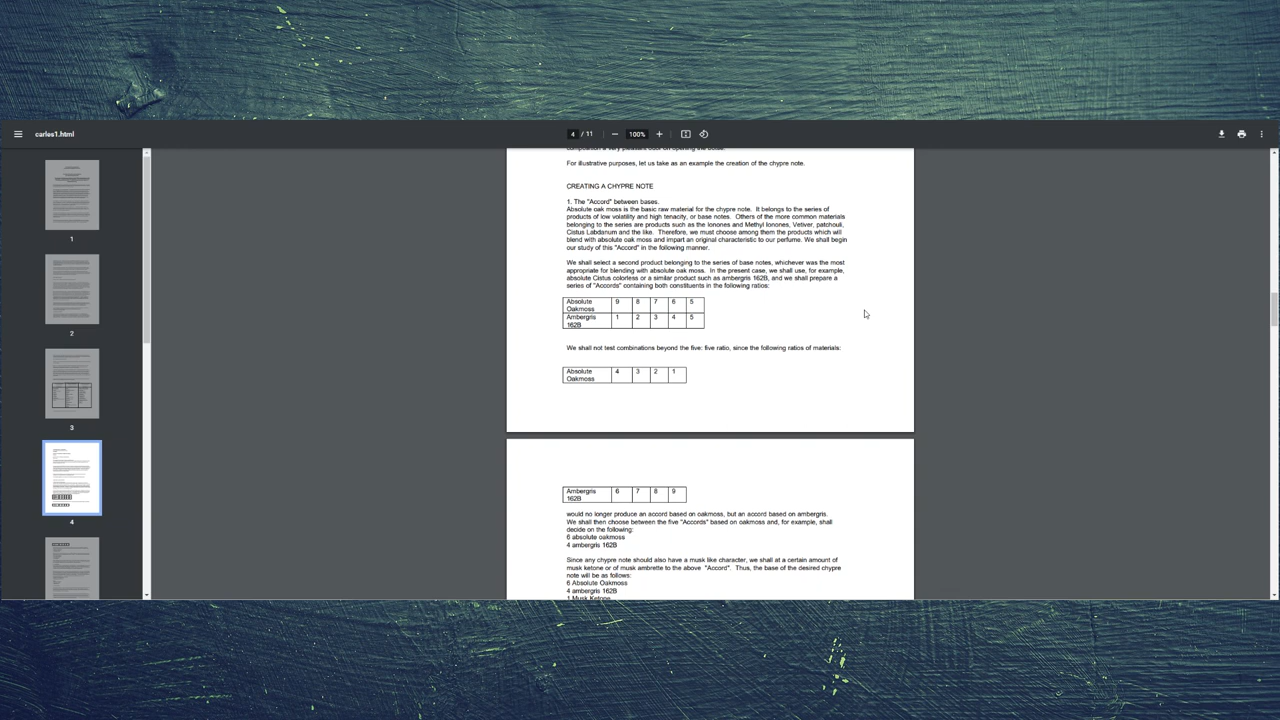 carles1.html
4 / 11
100%
1
2
3
4
For illustrative purposes, let us take as an example the creation of the chypre note.
CREATING A CHYPRE NOTE
1. The "Accord" between bases.
Absolute oak moss is the basic raw material for the chypre note. It belongs to the series of
products of low volatility and high tenacity, or base notes. Others of the more common materials
belonging to the series are products such as the Ionones and Methyl Ionones, Vetiver, patchouli,
Cistus Labdanum and the like. Therefore, we must choose among them the products which will
blend with absolute oak moss and impart an original characteristic to our perfume. We shall begin
our study of this "Accord" in the following manner.
We shall select a second product belonging to the series of base notes, whichever was the most
appropriate for blending with absolute oak moss. In the present case, we shall use, for example,
absolute Cistus colorless or a similar product such as ambergris 162B, and we shall prepare a
series of "Accords" containing both constituents in the following ratios:
Absolute Oakmoss 9 8 7 6 5
Ambergris 162B 1 2 3 4 5
We shall not test combinations beyond the five: five ratio, since the following ratios of materials:
Absolute Oakmoss 4 3 2 1
Ambergris 162B 6 7 8 9
would no longer produce an accord based on oakmoss, but an accord based on ambergris.
We shall then choose between the five "Accords" based on oakmoss and, for example, shall
decide on the following:
6 absolute oakmoss
4 ambergris 162B
Since any chypre note should also have a musk like character, we shall at a certain amount of
musk ketone or of musk ambrette to the above "Accord". Thus, the base of the desired chypre
note will be as follows:
6 Absolute Oakmoss
4 ambergris 162B
1 Musk Ketone